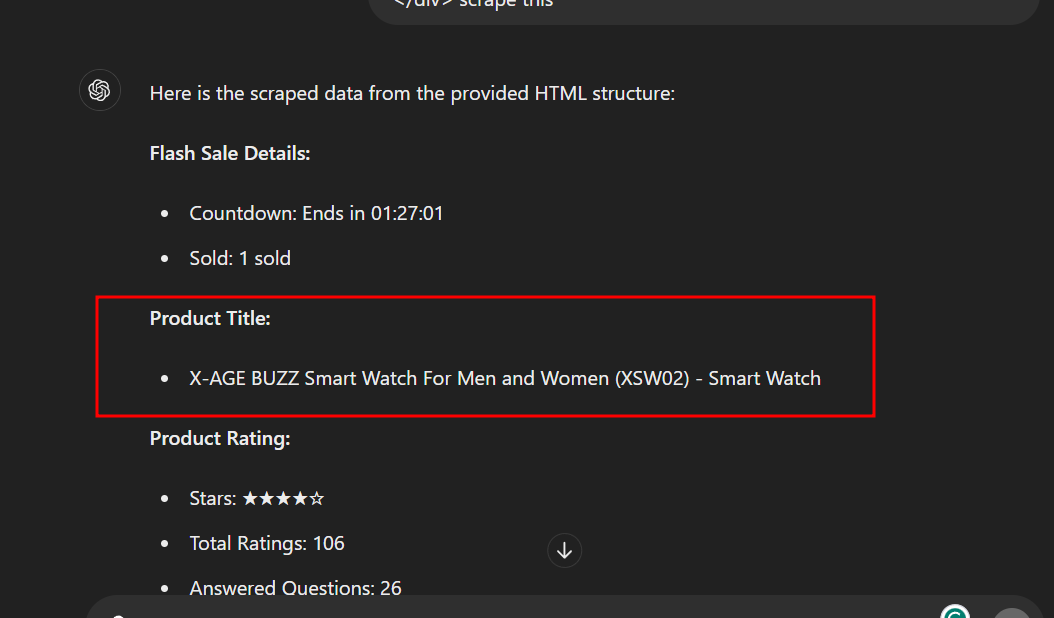 </div> scrape this
Here is the scraped data from the provided HTML structure:
Flash Sale Details:
Countdown: Ends in 01:27:01
Sold: 1 sold
Product Title:
X-AGE BUZZ Smart Watch For Men and Women (XSW02) - Smart Watch
Product Rating:
Stars: ★★★★☆
Total Ratings: 106
Answered Questions: 26